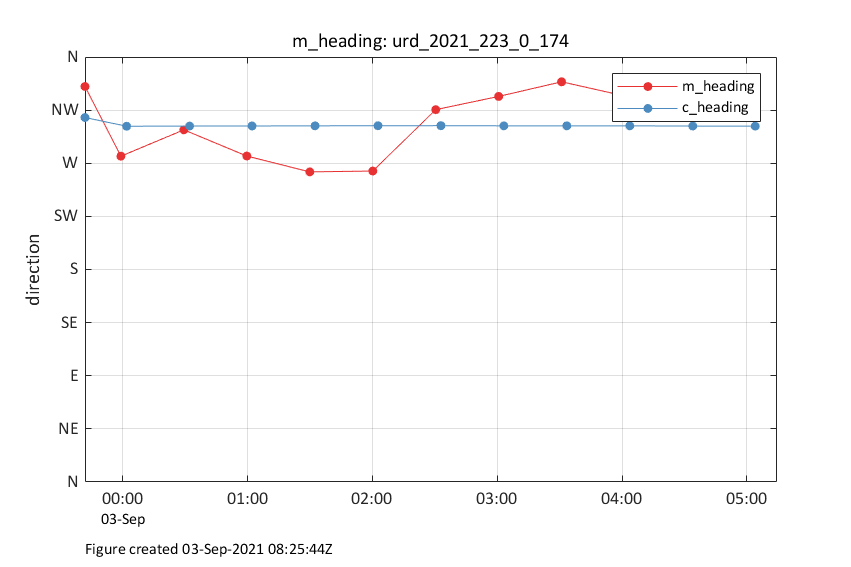 m_heading: urd_2021_223_0_174
N
NW
W
SW
S
SE
E
NE
N
direction
m_heading
c_heading
00:00 01:00 02:00 03:00 04:00 05:00
03-Sep
Figure created 03-Sep-2021 08:25:44Z